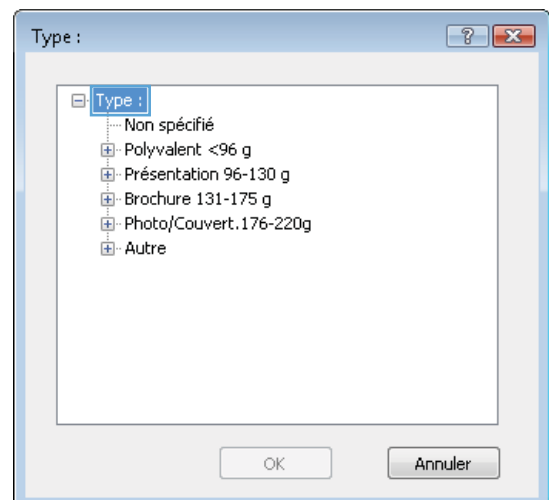 Type :
Type :
Non spécifié
Polyvalent <96 g
Présentation 96-130 g
Brochure 131-175 g
Photo/Couvert.176-220g
Autre
OK
Annuler